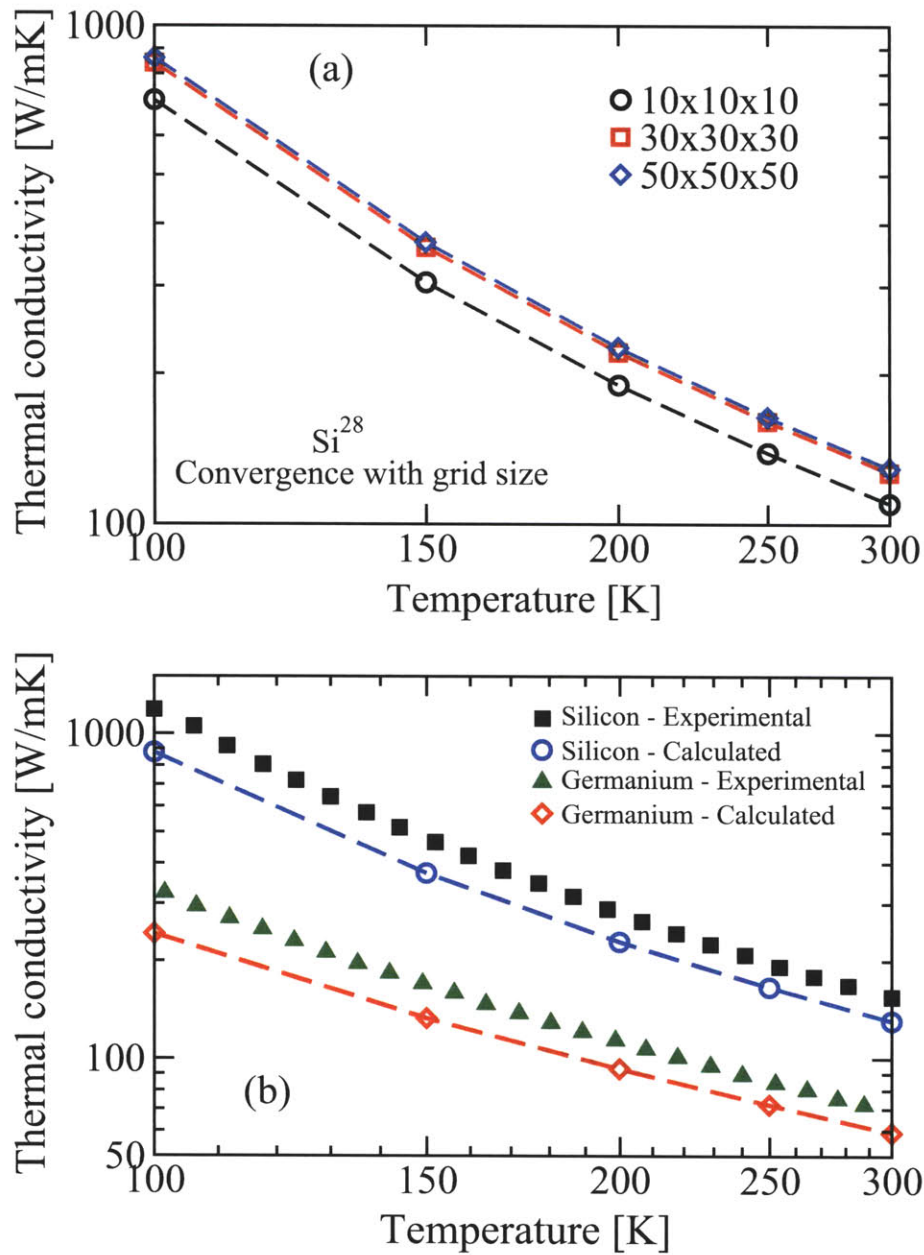 1000
(a)
10x10x10
30x30x30
50x50x50
Thermal conductivity [W/mK]
Si²⁸
Convergence with grid size
100
100 150 200 250 300
Temperature [K]
1000
Silicon - Experimental
Silicon - Calculated
Germanium - Experimental
Germanium - Calculated
Thermal conductivity [W/mK]
100
(b)
50
100 150 200 250 300
Temperature [K]